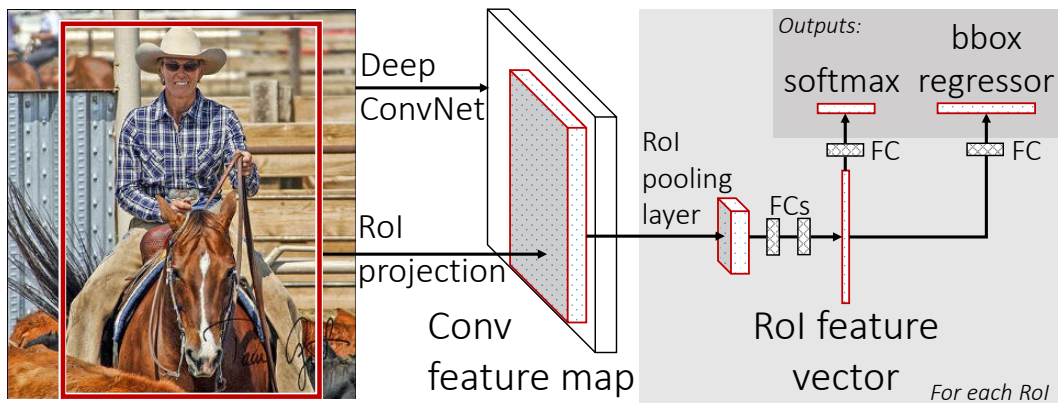 Deep
ConvNet
RoI
projection
Conv
feature map
RoI
pooling
layer
FCs
RoI feature
vector
Outputs:
softmax
bbox
regressor
FC
FC
For each RoI